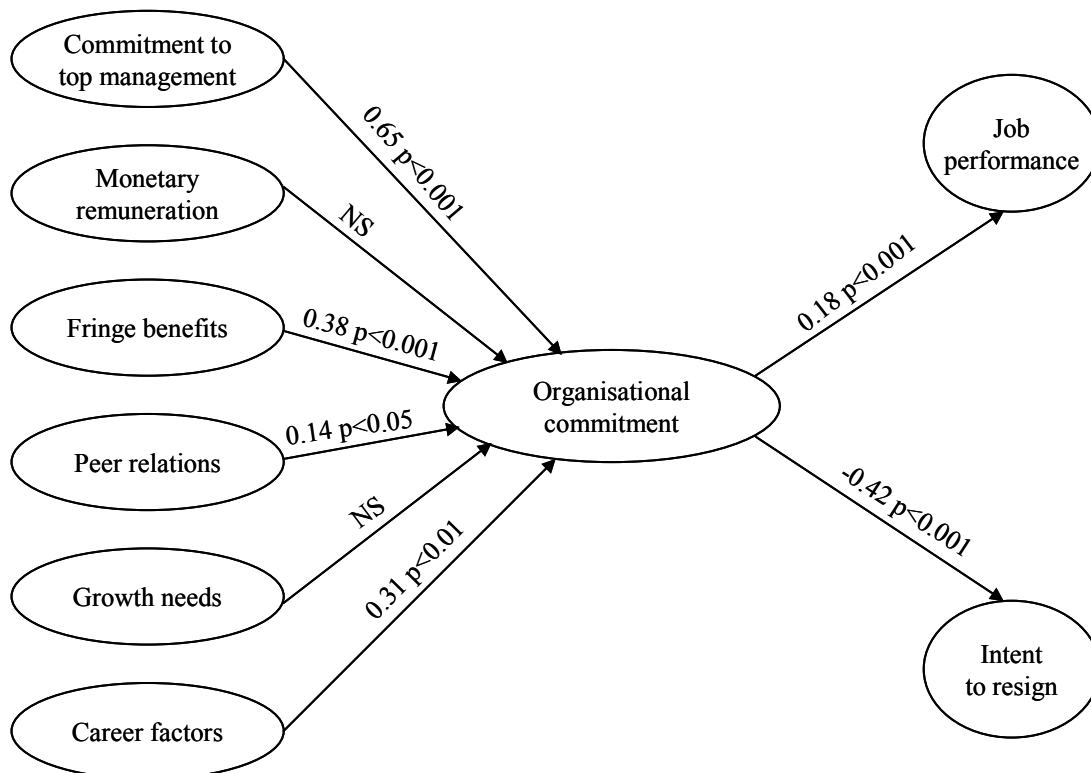 Commitment to
top management
0.65 p<0.001
Monetary
remuneration
NS
Fringe benefits
0.38 p<0.001
Peer relations
0.14 p<0.05
Growth needs
NS
Career factors
0.31 p<0.01
Organisational
commitment
0.18 p<0.001
Job
performance
-0.42 p<0.001
Intent
to resign